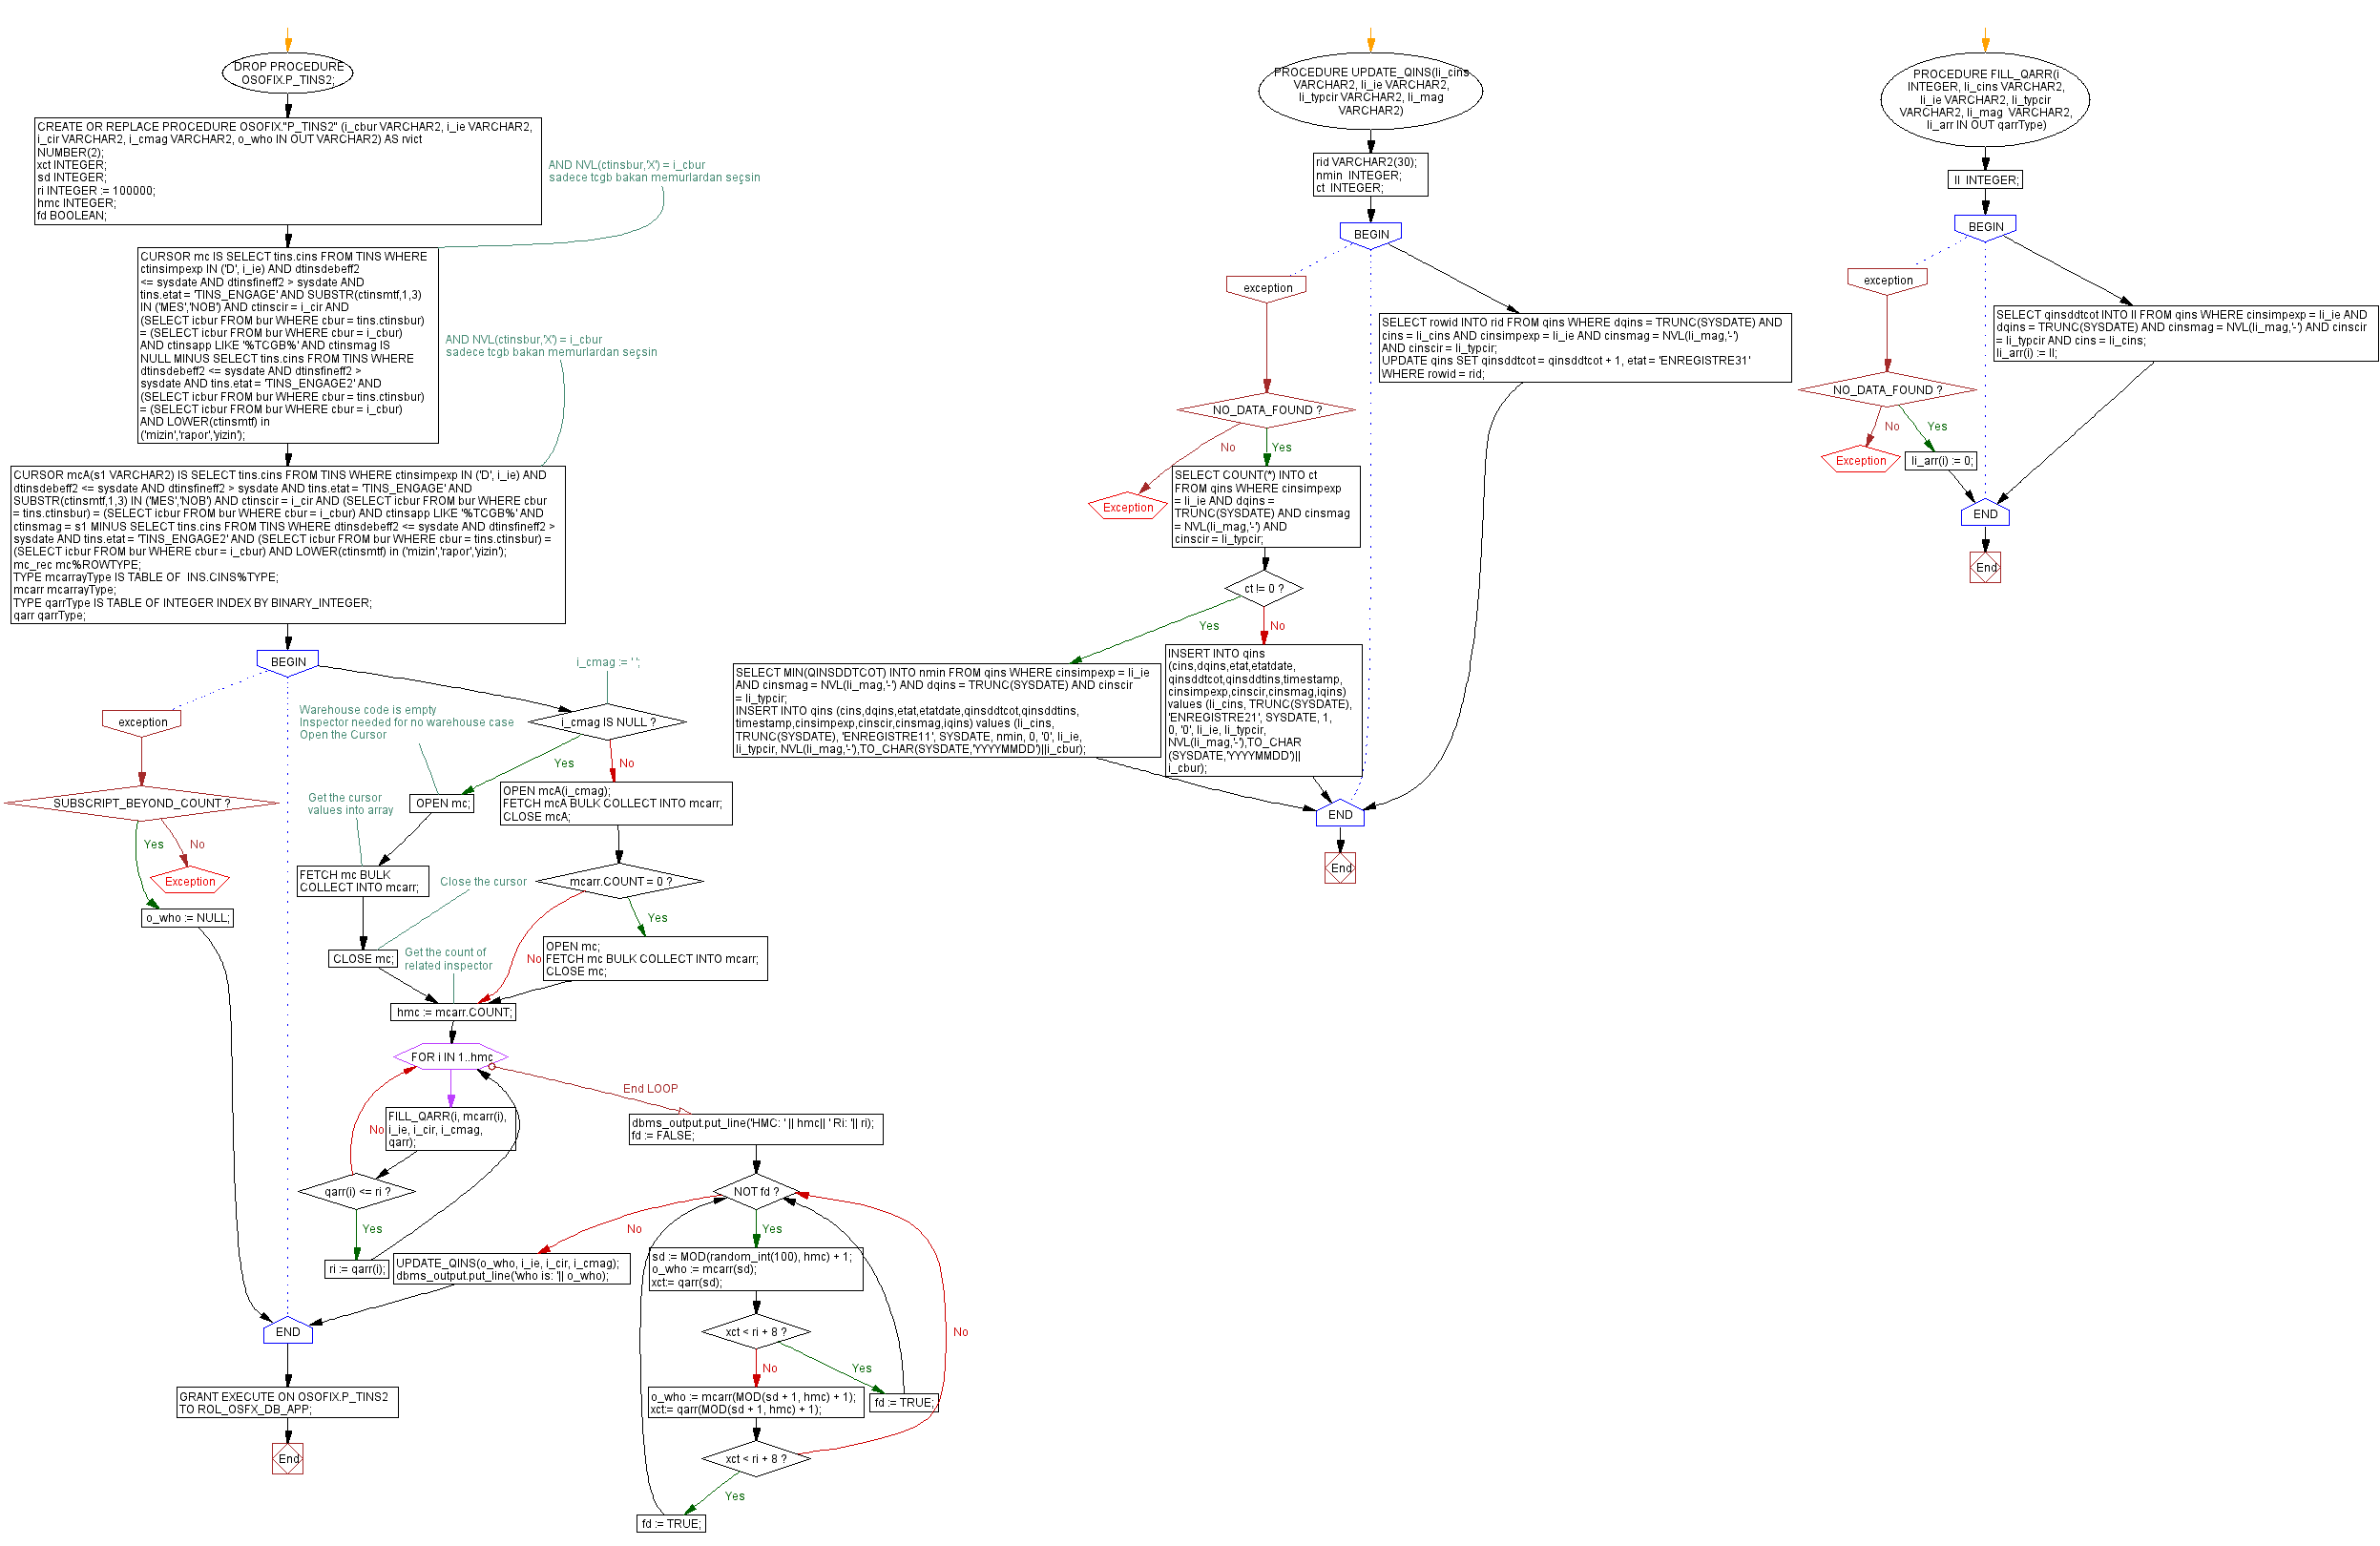 DROP PROCEDURE
OSOFIX.P_TINS2;
CREATE OR REPLACE PROCEDURE OSOFIX."P_TINS2" (i_cbur VARCHAR2, i_ie VARCHAR2,
i_cir VARCHAR2, i_cmag VARCHAR2, o_who IN OUT VARCHAR2) AS rvict
NUMBER(2);
xct INTEGER;
sd INTEGER;
ri INTEGER := 100000;
hmc INTEGER;
fd BOOLEAN;
AND NVL(ctinsbur,'X') = i_cbur
sadece tcgb bakan memurlardan seçsin
CURSOR mc IS SELECT tins.cins FROM TINS WHERE
ctinsimpexp IN ('D', i_ie) AND dtinsdebeff2
<= sysdate AND dtinsfineff2 > sysdate AND
tins.etat = 'TINS_ENGAGE' AND SUBSTR(ctinsmtf,1,3)
IN ('MES','NOB') AND ctinscir = i_cir AND
(SELECT icbur FROM bur WHERE cbur = tins.ctinsbur)
= (SELECT icbur FROM bur WHERE cbur = i_cbur)
AND ctinsapp LIKE '%TCGB%' AND ctinsmag IS
NULL MINUS SELECT tins.cins FROM TINS WHERE
dtinsdebeff2 <= sysdate AND dtinsfineff2 >
sysdate AND tins.etat = 'TINS_ENGAGE2' AND
(SELECT icbur FROM bur WHERE cbur = tins.ctinsbur)
= (SELECT icbur FROM bur WHERE cbur = i_cbur)
AND LOWER(ctinsmtf) in
('mizin','rapor','yizin');
AND NVL(ctinsbur,'X') = i_cbur
sadece tcgb bakan memurlardan seçsin
CURSOR mcA(s1 VARCHAR2) IS SELECT tins.cins FROM TINS WHERE ctinsimpexp IN ('D', i_ie) AND
dtinsdebeff2 <= sysdate AND dtinsfineff2 > sysdate AND tins.etat = 'TINS_ENGAGE' AND
SUBSTR(ctinsmtf,1,3) IN ('MES','NOB') AND ctinscir = i_cir AND (SELECT icbur FROM bur WHERE cbur
= tins.ctinsbur) = (SELECT icbur FROM bur WHERE cbur = i_cbur) AND ctinsapp LIKE '%TCGB%' AND
ctinsmag = s1 MINUS SELECT tins.cins FROM TINS WHERE dtinsdebeff2 <= sysdate AND dtinsfineff2 >
sysdate AND tins.etat = 'TINS_ENGAGE2' AND (SELECT icbur FROM bur WHERE cbur = tins.ctinsbur) =
(SELECT icbur FROM bur WHERE cbur = i_cbur) AND LOWER(ctinsmtf) in ('mizin','rapor','yizin');
mc_rec mc%ROWTYPE;
TYPE mcarrayType IS TABLE OF  INS.CINS%TYPE;
mcarr mcarrayType;
TYPE qarrType IS TABLE OF INTEGER INDEX BY BINARY_INTEGER;
qarr qarrType;
BEGIN
i_cmag := ' ';
exception
i_cmag IS NULL ?
Warehouse code is empty
Inspector needed for no warehouse case
Open the Cursor
SUBSCRIPT_BEYOND_COUNT ?
Yes
No
Exception
o_who := NULL;
Yes
No
OPEN mc;
OPEN mcA(i_cmag);
FETCH mcA BULK COLLECT INTO mcarr;
CLOSE mcA;
Get the cursor
values into array
FETCH mc BULK
COLLECT INTO mcarr;
mcarr.COUNT = 0 ?
Close the cursor
Yes
No
CLOSE mc;
OPEN mc;
FETCH mc BULK COLLECT INTO mcarr;
CLOSE mc;
Get the count of
related inspector
hmc := mcarr.COUNT;
FOR i IN 1..hmc
End LOOP
FILL_QARR(i, mcarr(i),
i_ie, i_cir, i_cmag,
qarr);
No
qarr(i) <= ri ?
Yes
ri := qarr(i);
dbms_output.put_line('HMC: ' || hmc|| ' Ri: '|| ri);
fd := FALSE;
NOT fd ?
No
Yes
UPDATE_QINS(o_who, i_ie, i_cir, i_cmag);
dbms_output.put_line('who is: '|| o_who);
sd := MOD(random_int(100), hmc) + 1;
o_who := mcarr(sd);
xct:= qarr(sd);
xct < ri + 8 ?
No
Yes
fd := TRUE;
o_who := mcarr(MOD(sd + 1, hmc) + 1);
xct:= qarr(MOD(sd + 1, hmc) + 1);
xct < ri + 8 ?
No
Yes
fd := TRUE;
END
GRANT EXECUTE ON OSOFIX.P_TINS2
TO ROL_OSFX_DB_APP;
End
PROCEDURE UPDATE_QINS(li_cins
VARCHAR2, li_ie VARCHAR2,
li_typcir VARCHAR2, li_mag
VARCHAR2)
rid VARCHAR2(30);
nmin  INTEGER;
ct  INTEGER;
BEGIN
exception
SELECT rowid INTO rid FROM qins WHERE dqins = TRUNC(SYSDATE) AND
cins = li_cins AND cinsimpexp = li_ie AND cinsmag = NVL(li_mag,'-')
AND cinscir = li_typcir;
UPDATE qins SET qinsddtcot = qinsddtcot + 1, etat = 'ENREGISTRE31'
WHERE rowid = rid;
NO_DATA_FOUND ?
No
Yes
Exception
SELECT COUNT(*) INTO ct
FROM qins WHERE cinsimpexp
= li_ie AND dqins =
TRUNC(SYSDATE) AND cinsmag
= NVL(li_mag,'-') AND
cinscir = li_typcir;
ct != 0 ?
Yes
No
SELECT MIN(QINSDDTCOT) INTO nmin FROM qins WHERE cinsimpexp = li_ie
AND cinsmag = NVL(li_mag,'-') AND dqins = TRUNC(SYSDATE) AND cinscir
= li_typcir;
INSERT INTO qins (cins,dqins,etat,etatdate,qinsddtcot,qinsddtins,
timestamp,cinsimpexp,cinscir,cinsmag,iqins) values (li_cins,
TRUNC(SYSDATE), 'ENREGISTRE11', SYSDATE, nmin, 0, '0', li_ie,
li_typcir, NVL(li_mag,'-'),TO_CHAR(SYSDATE,'YYYYMMDD')||i_cbur);
INSERT INTO qins
(cins,dqins,etat,etatdate,
qinsddtcot,qinsddtins,timestamp,
cinsimpexp,cinscir,cinsmag,iqins)
values (li_cins, TRUNC(SYSDATE),
'ENREGISTRE21', SYSDATE, 1,
0, '0', li_ie, li_typcir,
NVL(li_mag,'-'),TO_CHAR
(SYSDATE,'YYYYMMDD')||
i_cbur);
END
End
PROCEDURE FILL_QARR(i
INTEGER, li_cins VARCHAR2,
li_ie VARCHAR2, li_typcir
VARCHAR2, li_mag  VARCHAR2,
li_arr IN OUT qarrType)
ll  INTEGER;
BEGIN
exception
SELECT qinsddtcot INTO ll FROM qins WHERE cinsimpexp = li_ie AND
dqins = TRUNC(SYSDATE) AND cinsmag = NVL(li_mag,'-') AND cinscir
= li_typcir AND cins = li_cins;
li_arr(i) := ll;
NO_DATA_FOUND ?
No
Yes
Exception
li_arr(i) := 0;
END
End